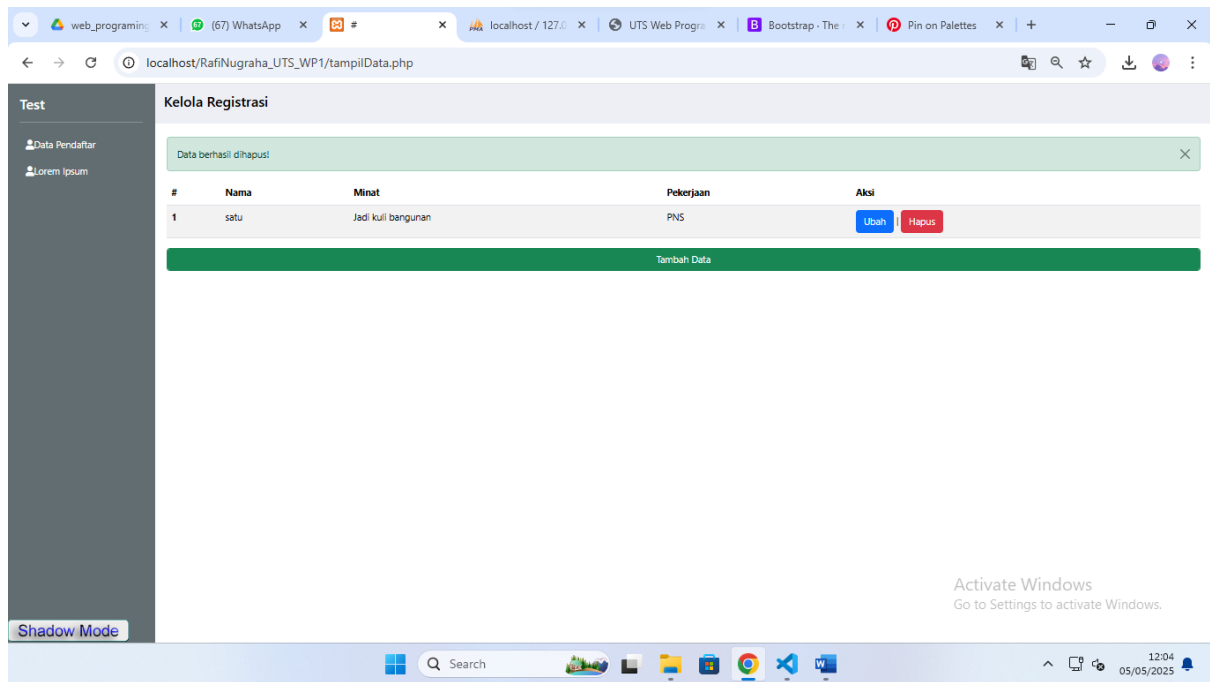 web_programing
(67) WhatsApp
#
localhost / 127.0
UTS Web Progra
Bootstrap · The
Pin on Palettes
localhost/RafiNugraha_UTS_WP1/tampilData.php
Test
Kelola Registrasi
Data Pendaftar
Lorem Ipsum
Data berhasil dihapus!
# Nama Minat Pekerjaan Aksi
1 satu Jadi kuli bangunan PNS Ubah | Hapus
Tambah Data
Activate Windows
Go to Settings to activate Windows.
Shadow Mode
Search
12:04
05/05/2025